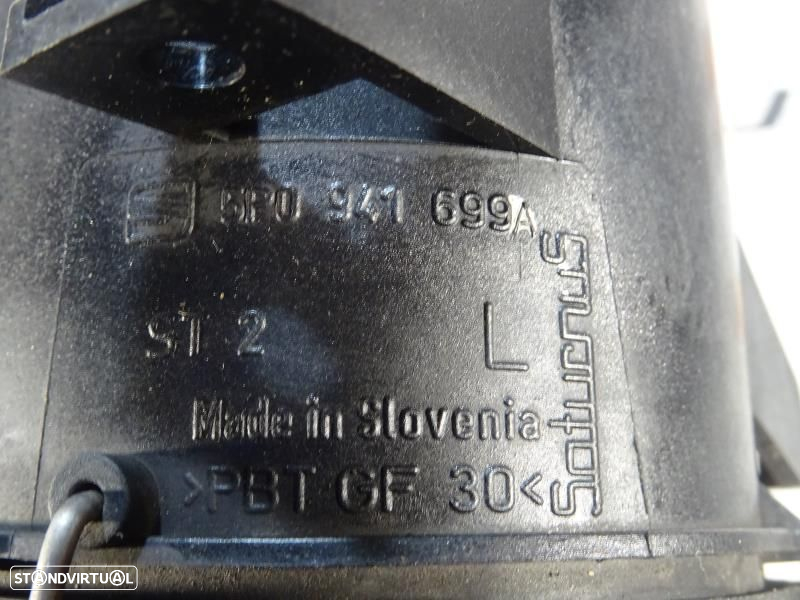 5P0 941 699A
ST 2
L
Made in Slovenia
>PBT GF 30<
Saturnus
STANDVIRTUAL